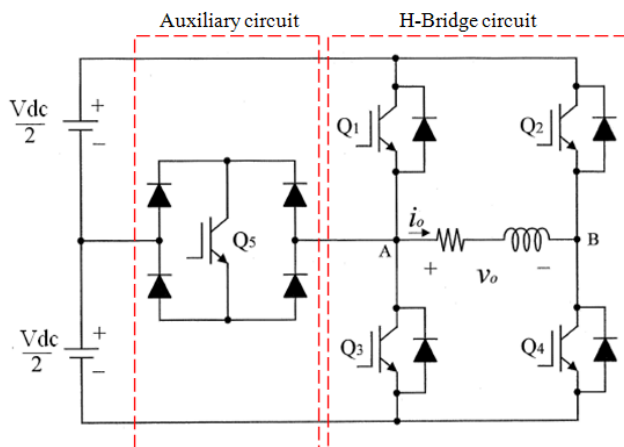 Auxiliary circuit
H-Bridge circuit
Vdc/2
+
−
Q1
Q2
Q5
io
A
B
+
vo
−
Vdc/2
+
−
Q3
Q4